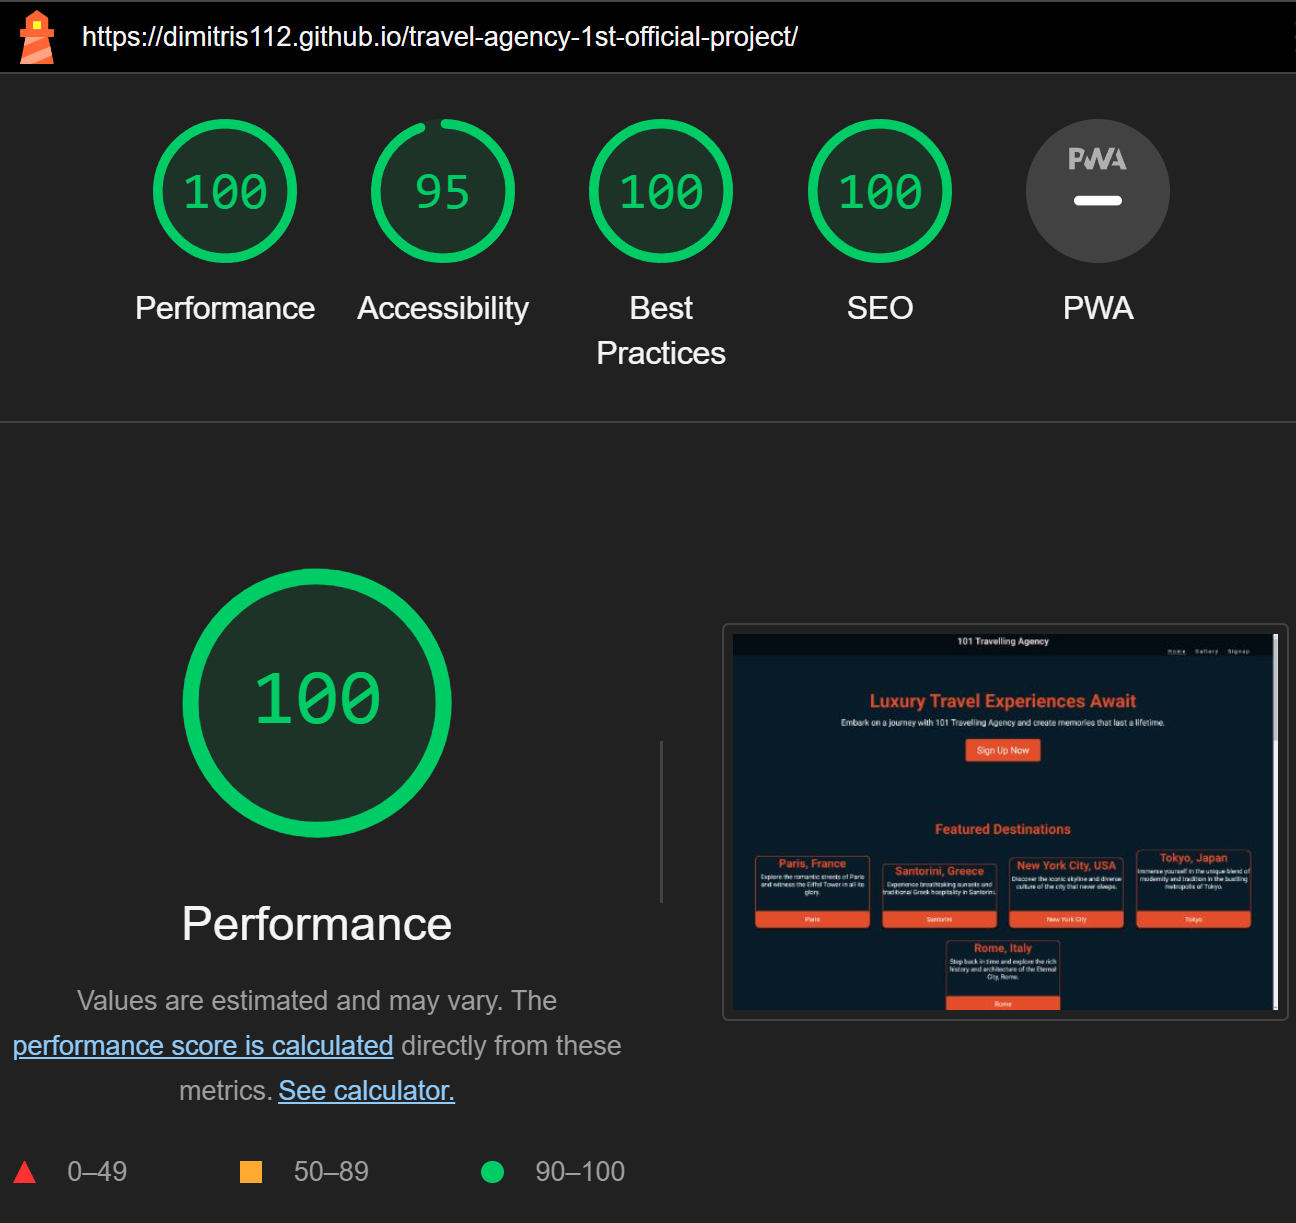 https://dimitris112.github.io/travel-agency-1st-official-project/
100
95
100
100
PWA
Performance
Accessibility
Best
Practices
SEO
PWA
100
Performance
Values are estimated and may vary. The
performance score is calculated directly from these
metrics. See calculator.
0–49
50–89
90–100
101 Travelling Agency
Home Gallery Signup
Luxury Travel Experiences Await
Embark on a journey with 101 Travelling Agency and create memories that last a lifetime.
Sign Up Now
Featured Destinations
Paris, France
Explore the romantic streets of Paris
and witness the Eiffel Tower in all its
glory.
Paris
Santorini, Greece
Experience breathtaking sunsets and
traditional Greek hospitality in Santorini.
Santorini
New York City, USA
Discover the iconic skyline and diverse
culture of the city that never sleeps.
New York City
Tokyo, Japan
Immerse yourself in the unique blend of
modernity and tradition in the bustling
metropolis of Tokyo.
Tokyo
Rome, Italy
Step back in time and explore the rich
history and architecture of the Eternal
City, Rome.
Rome